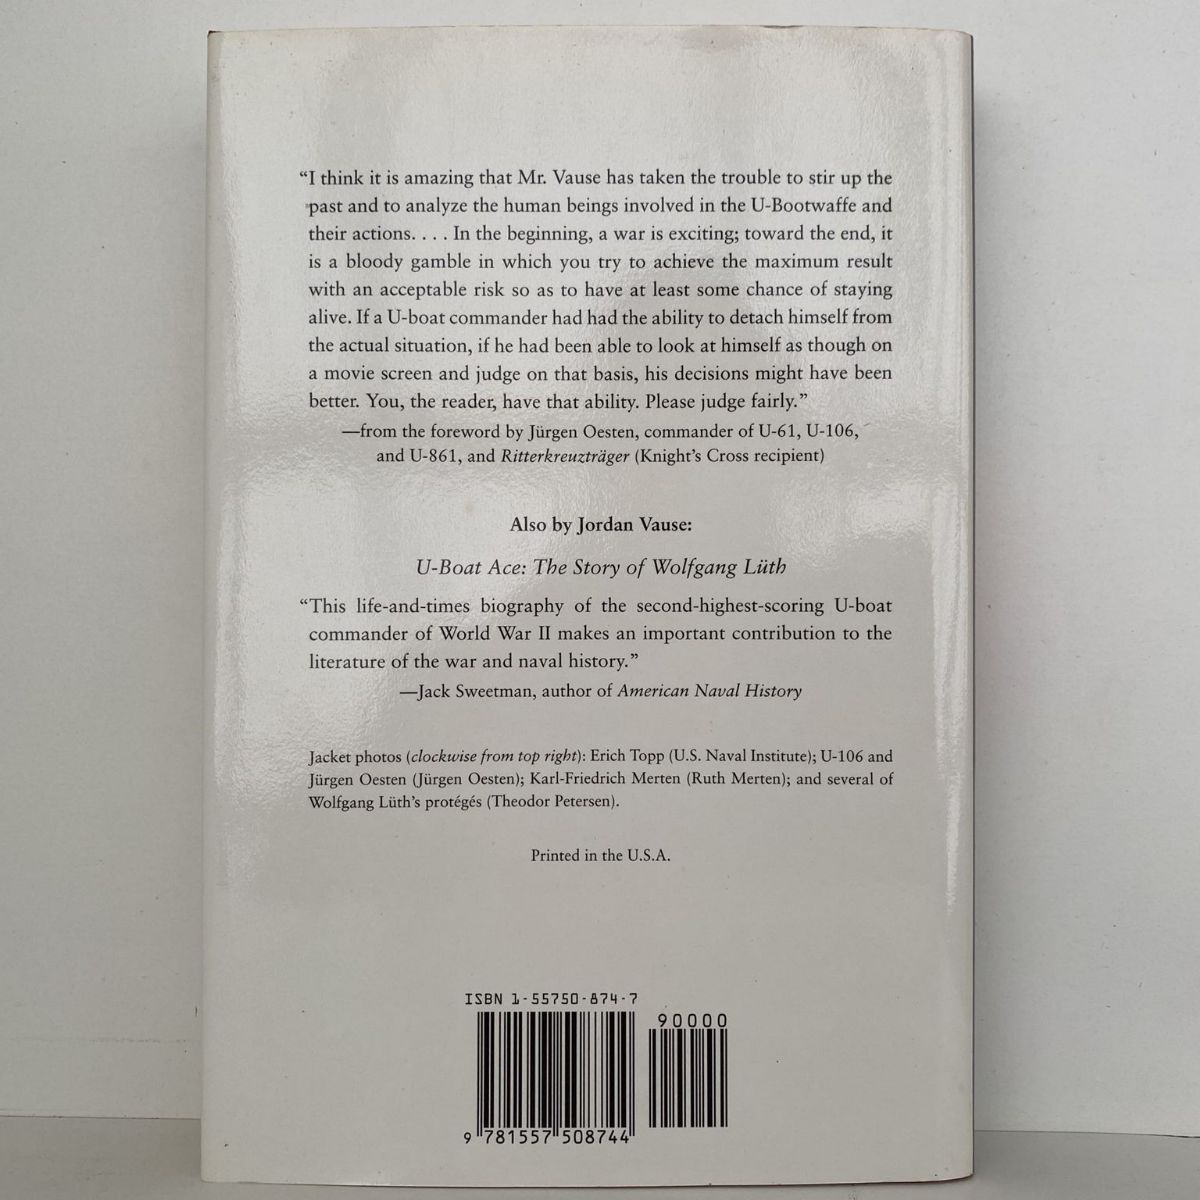 “I think it is amazing that Mr. Vause has taken the trouble to stir up the
past and to analyze the human beings involved in the U-Bootwaffe and
their actions. . . . In the beginning, a war is exciting; toward the end, it
is a bloody gamble in which you try to achieve the maximum result
with an acceptable risk so as to have at least some chance of staying
alive. If a U-boat commander had had the ability to detach himself from
the actual situation, if he had been able to look at himself as though on
a movie screen and judge on that basis, his decisions might have been
better. You, the reader, have that ability. Please judge fairly.”
—from the foreword by Jürgen Oesten, commander of U-61, U-106,
and U-861, and Ritterkreuzträger (Knight’s Cross recipient)
Also by Jordan Vause:
U-Boat Ace: The Story of Wolfgang Lüth
“This life-and-times biography of the second-highest-scoring U-boat
commander of World War II makes an important contribution to the
literature of the war and naval history.”
—Jack Sweetman, author of American Naval History
Jacket photos (clockwise from top right): Erich Topp (U.S. Naval Institute); U-106 and
Jürgen Oesten (Jürgen Oesten); Karl-Friedrich Merten (Ruth Merten); and several of
Wolfgang Lüth’s protégés (Theodor Petersen).
Printed in the U.S.A.
ISBN 1-55750-874-7
90000
9 781557 508744